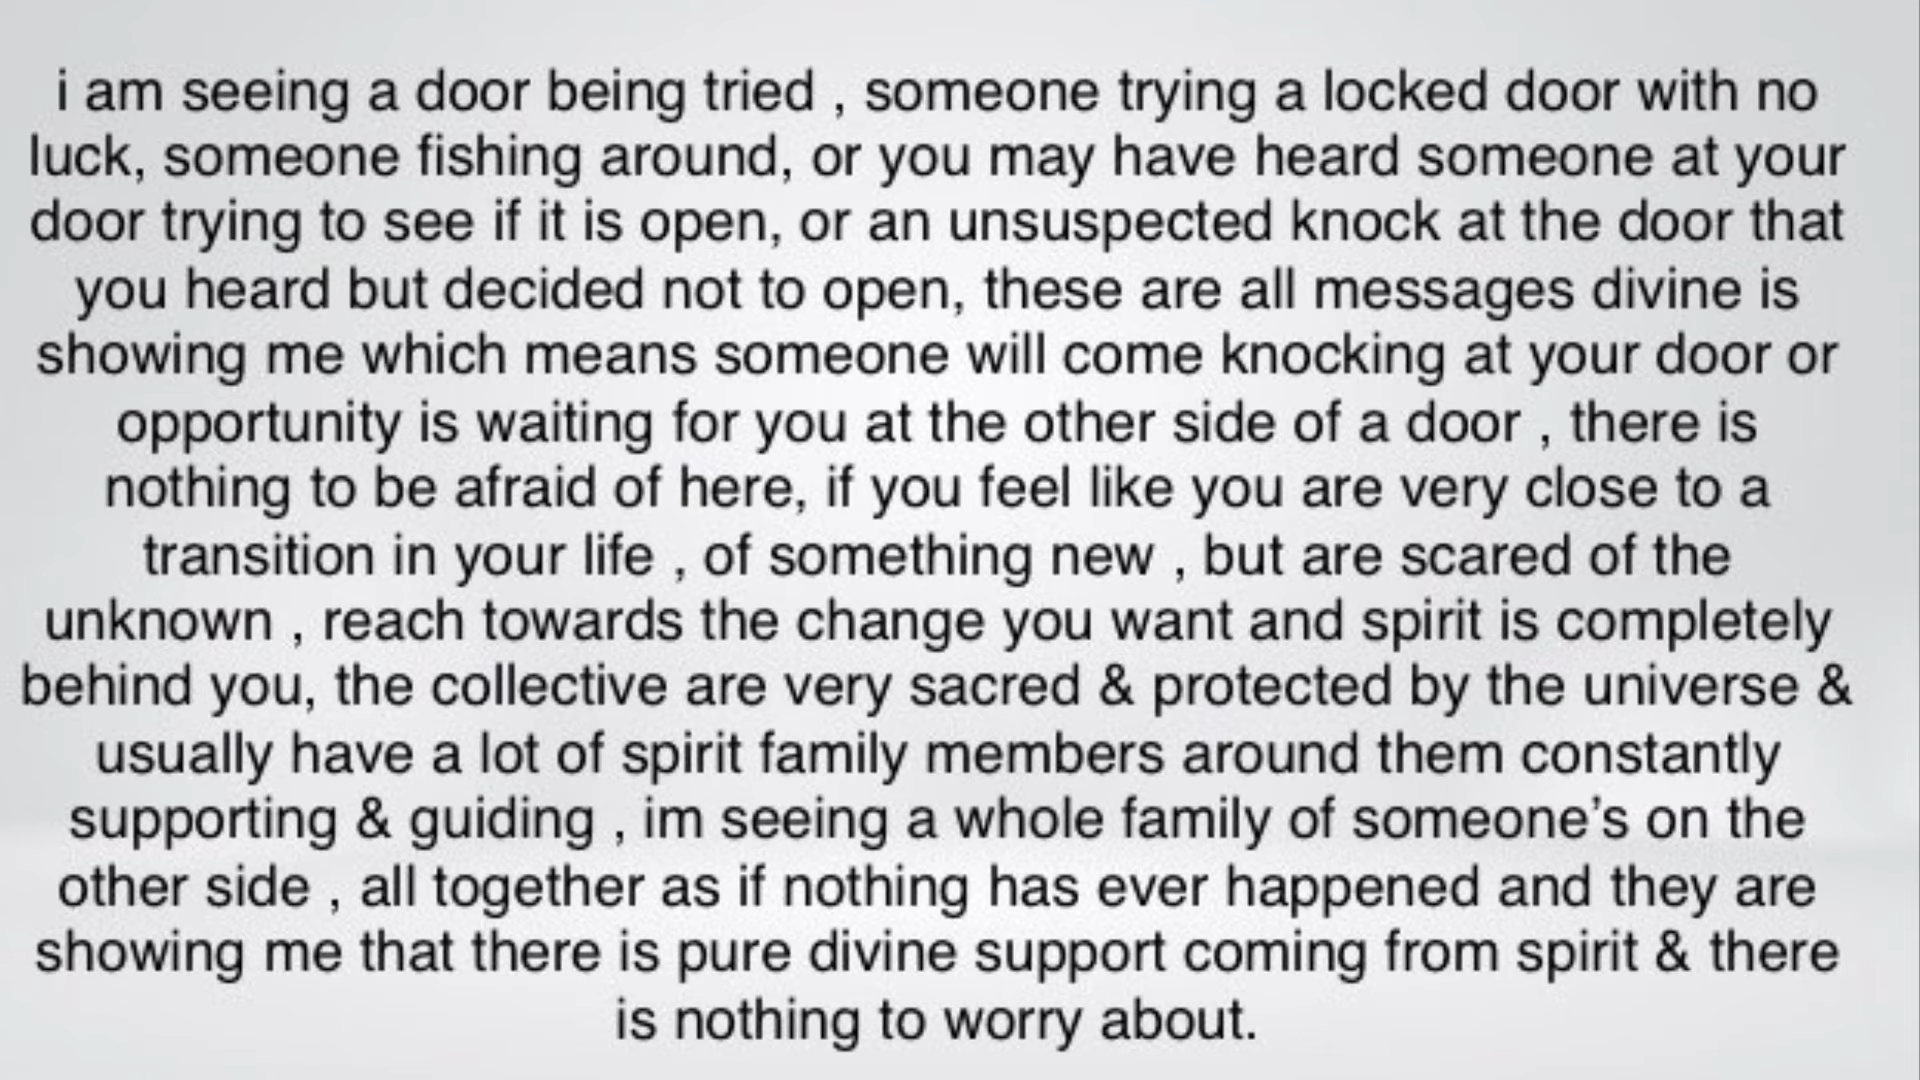 i am seeing a door being tried , someone trying a locked door with no
luck, someone fishing around, or you may have heard someone at your
door trying to see if it is open, or an unsuspected knock at the door that
you heard but decided not to open, these are all messages divine is
showing me which means someone will come knocking at your door or
opportunity is waiting for you at the other side of a door , there is
nothing to be afraid of here, if you feel like you are very close to a
transition in your life , of something new , but are scared of the
unknown , reach towards the change you want and spirit is completely
behind you, the collective are very sacred & protected by the universe &
usually have a lot of spirit family members around them constantly
supporting & guiding , im seeing a whole family of someone’s on the
other side , all together as if nothing has ever happened and they are
showing me that there is pure divine support coming from spirit & there
is nothing to worry about.